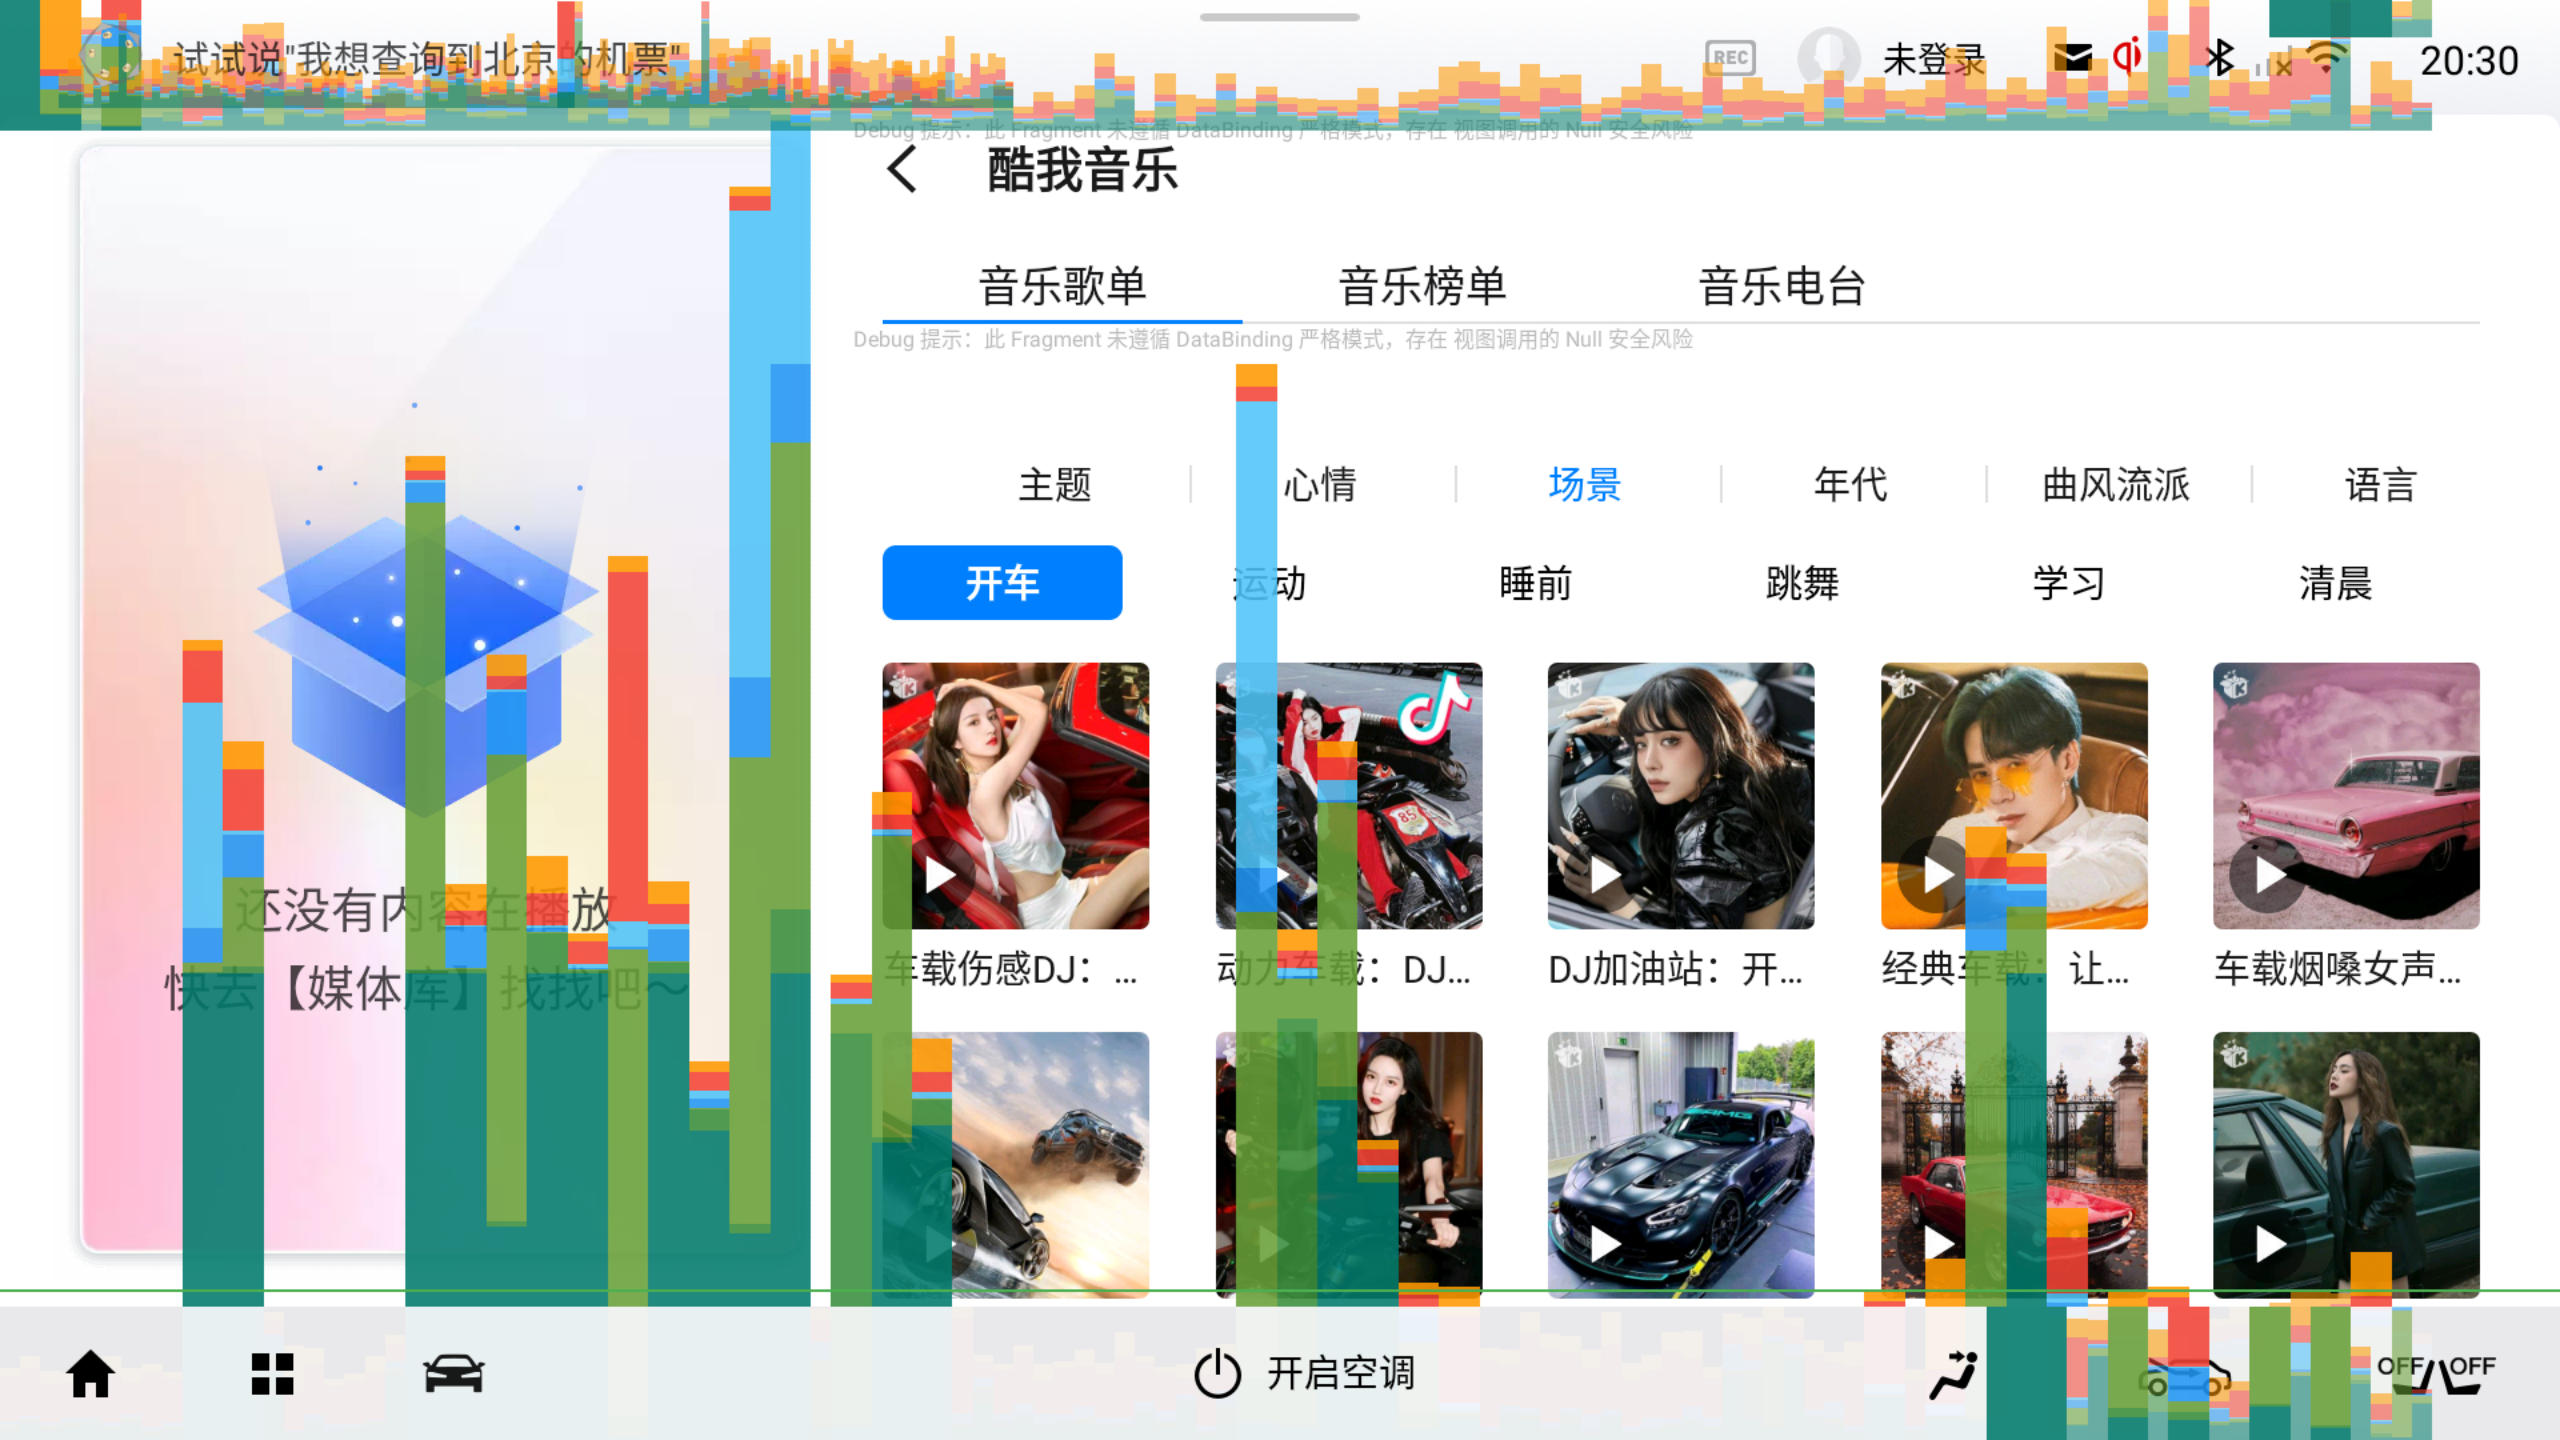 试试说"我想查询到北京的机票"
REC
未登录
20:30
Debug 提示：此 Fragment 未遵循 DataBinding 严格模式，存在 视图调用的 Null 安全风险
酷我音乐
音乐歌单 音乐榜单 音乐电台
Debug 提示：此 Fragment 未遵循 DataBinding 严格模式，存在 视图调用的 Null 安全风险
主题 心情 场景 年代 曲风流派 语言
开车 运动 睡前 跳舞 学习 清晨
85
还没有内容在播放
快去【媒体库】找找吧～
车载伤感DJ：... 动力车载：DJ... DJ加油站：开... 经典车载：让... 车载烟嗓女声...
AMG
开启空调
OFF OFF